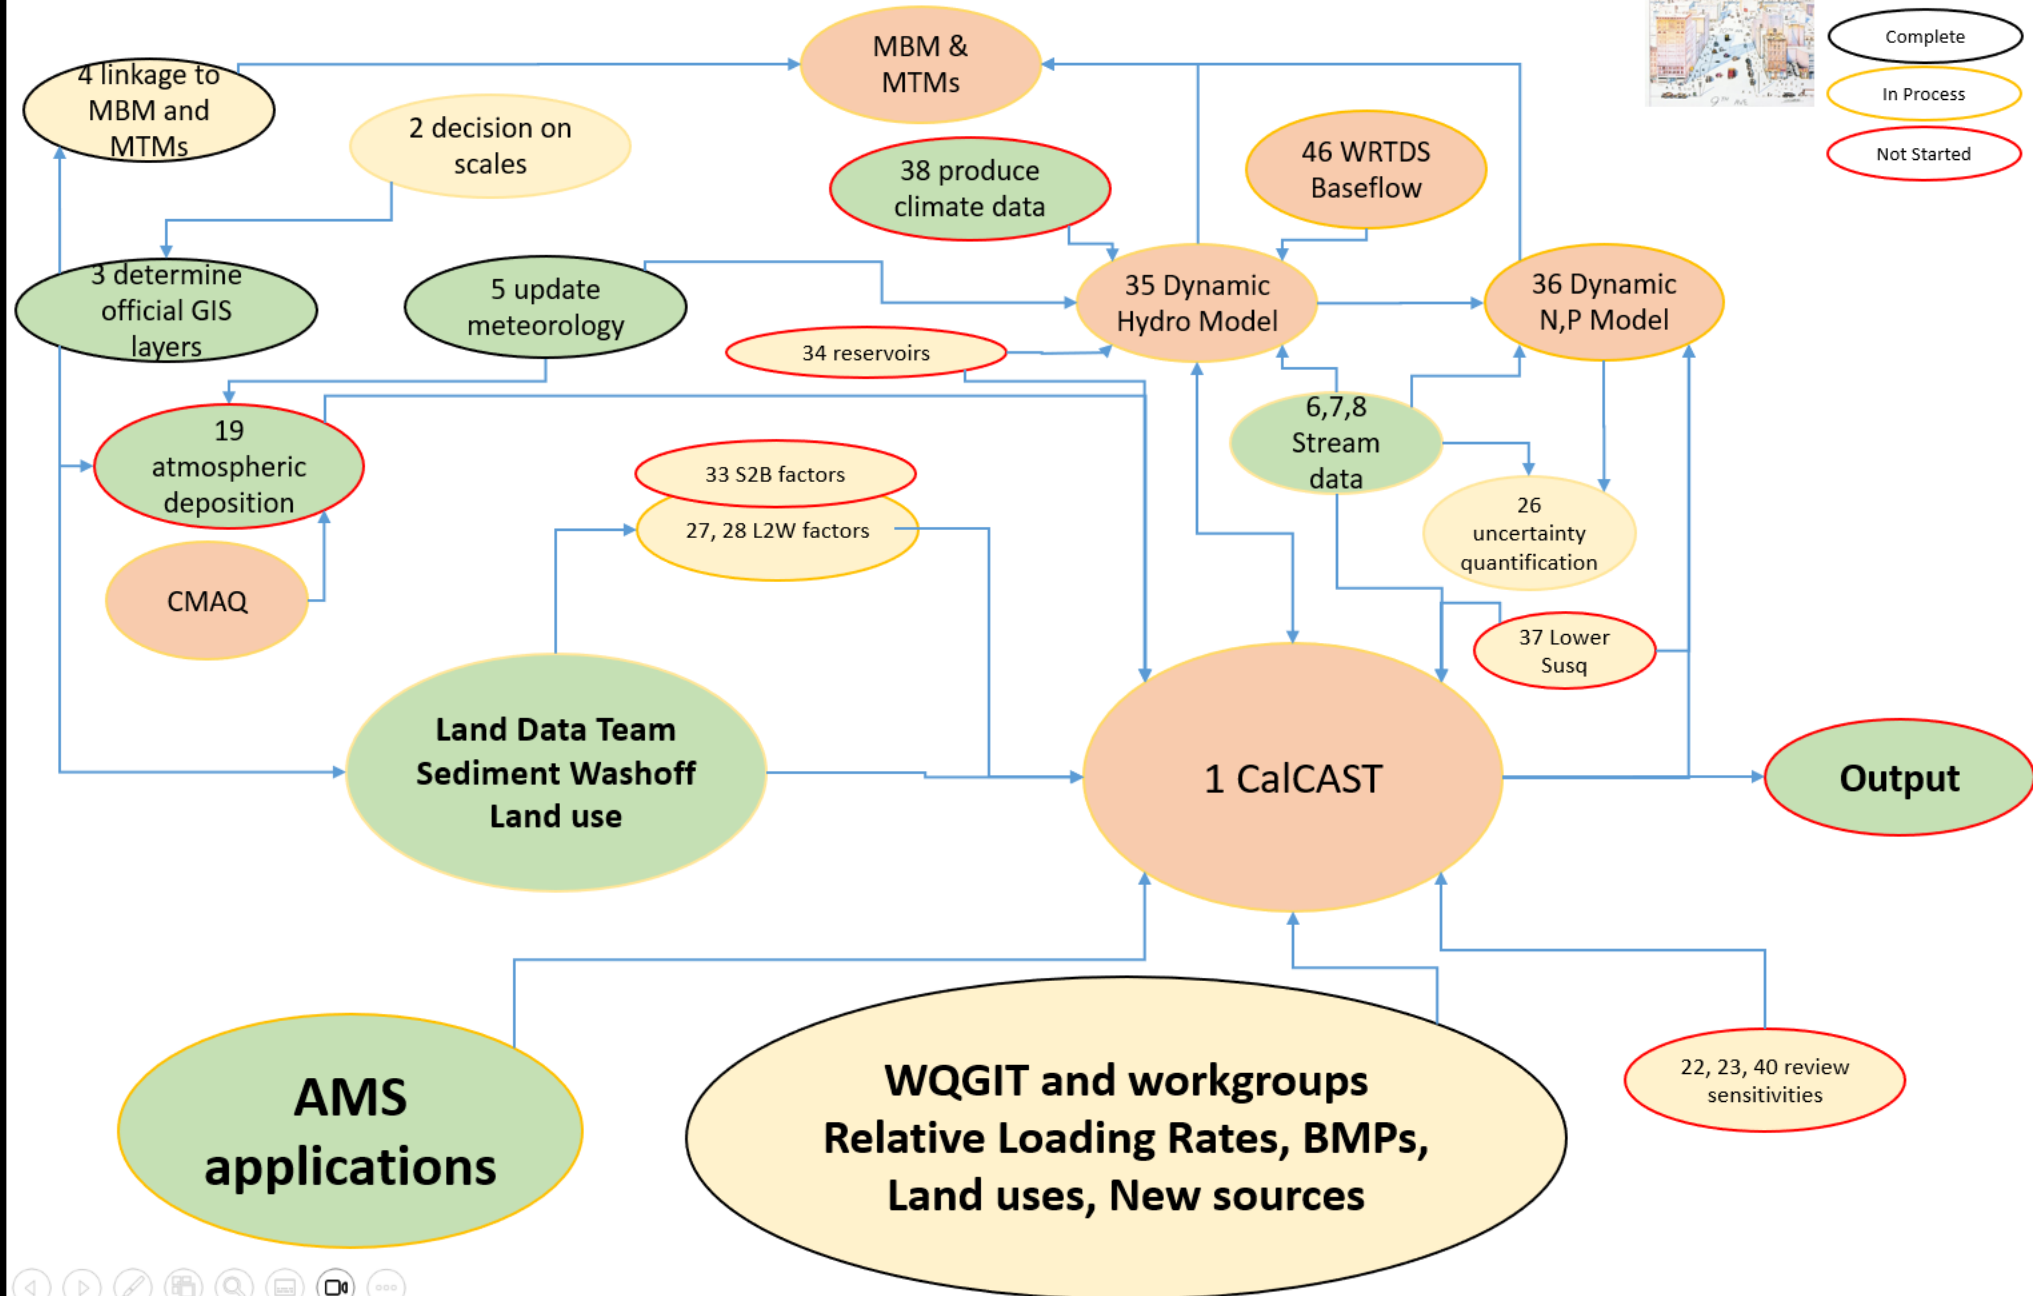 MBM &
MTMs
Complete
In Process
Not Started
4 linkage to
MBM and
MTMs
2 decision on
scales
38 produce
climate data
46 WRTDS
Baseflow
3 determine
official GIS
layers
5 update
meteorology
35 Dynamic
Hydro Model
36 Dynamic
N,P Model
34 reservoirs
6,7,8
Stream
data
19
atmospheric
deposition
33 S2B factors
27, 28 L2W factors
26
uncertainty
quantification
CMAQ
37 Lower
Susq
Land Data Team
Sediment Washoff
Land use
1 CalCAST
Output
AMS
applications
WQGIT and workgroups
Relative Loading Rates, BMPs,
Land uses, New sources
22, 23, 40 review
sensitivities